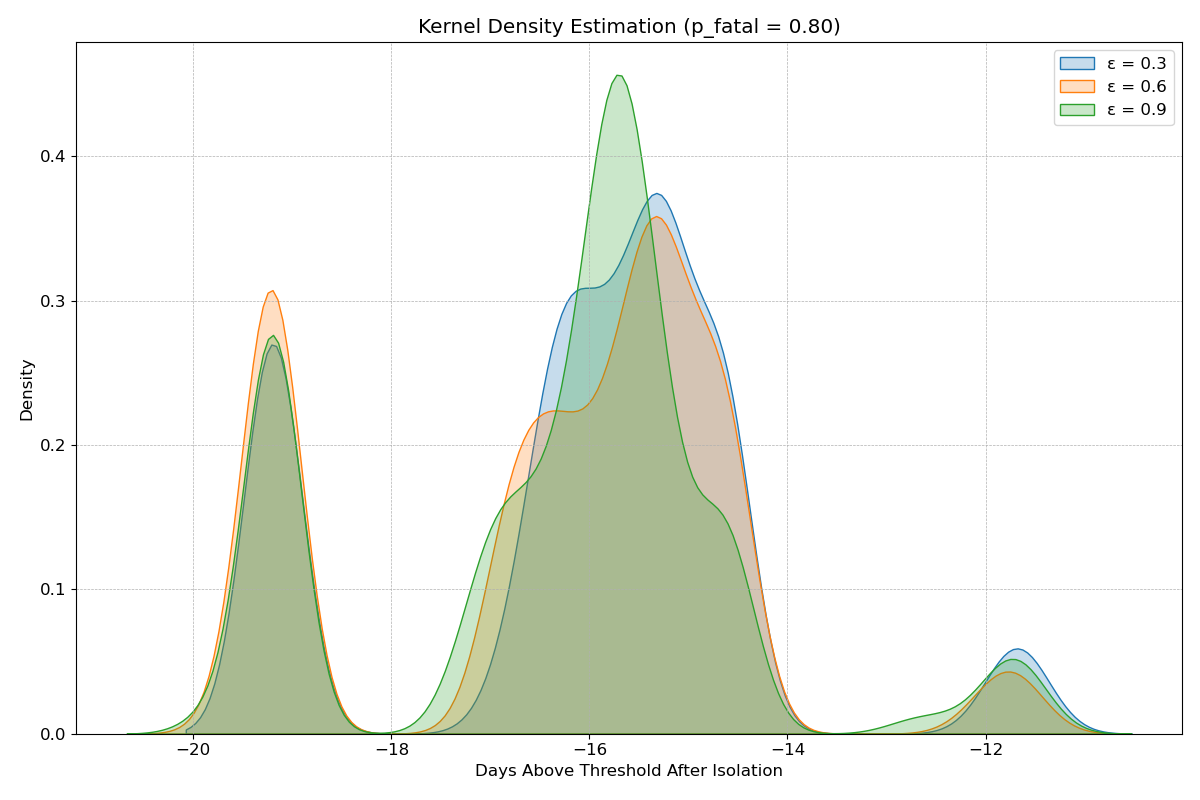 Kernel Density Estimation (p_fatal = 0.80)
ε = 0.3
ε = 0.6
ε = 0.9
Density
0.4
0.3
0.2
0.1
0.0
−20
−18
−16
−14
−12
Days Above Threshold After Isolation